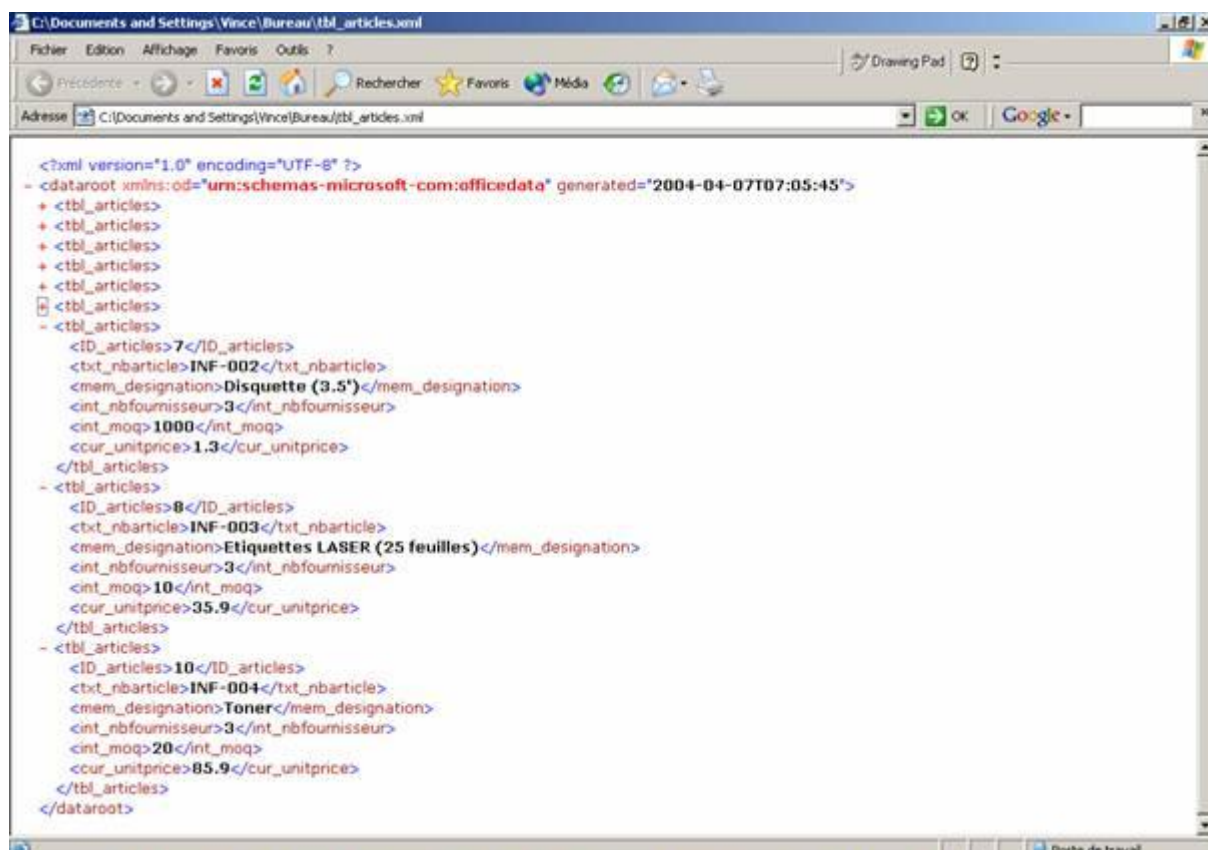 C:\Documents and Settings\Vince\Bureau\tbl_articles.xml
Fichier Edition Affichage Favoris Outils ?
Drawing Pad
Précédente Rechercher Favoris Média
Adresse C:\Documents and Settings\Vince\Bureau\tbl_articles.xml OK Google
<?xml version="1.0" encoding="UTF-8" ?>
- <dataroot xmlns:od="urn:schemas-microsoft-com:officedata" generated="2004-04-07T07:05:45">
+ <tbl_articles>
+ <tbl_articles>
+ <tbl_articles>
+ <tbl_articles>
+ <tbl_articles>
+ <tbl_articles>
- <tbl_articles>
<ID_articles>7</ID_articles>
<txt_nbarticle>INF-002</txt_nbarticle>
<mem_designation>Disquette (3.5')</mem_designation>
<int_nbfournisseur>3</int_nbfournisseur>
<int_moq>1000</int_moq>
<cur_unitprice>1.3</cur_unitprice>
</tbl_articles>
- <tbl_articles>
<ID_articles>8</ID_articles>
<txt_nbarticle>INF-003</txt_nbarticle>
<mem_designation>Etiquettes LASER (25 feuilles)</mem_designation>
<int_nbfournisseur>3</int_nbfournisseur>
<int_moq>10</int_moq>
<cur_unitprice>35.9</cur_unitprice>
</tbl_articles>
- <tbl_articles>
<ID_articles>10</ID_articles>
<txt_nbarticle>INF-004</txt_nbarticle>
<mem_designation>Toner</mem_designation>
<int_nbfournisseur>3</int_nbfournisseur>
<int_moq>20</int_moq>
<cur_unitprice>85.9</cur_unitprice>
</tbl_articles>
</dataroot>
Poste de travail